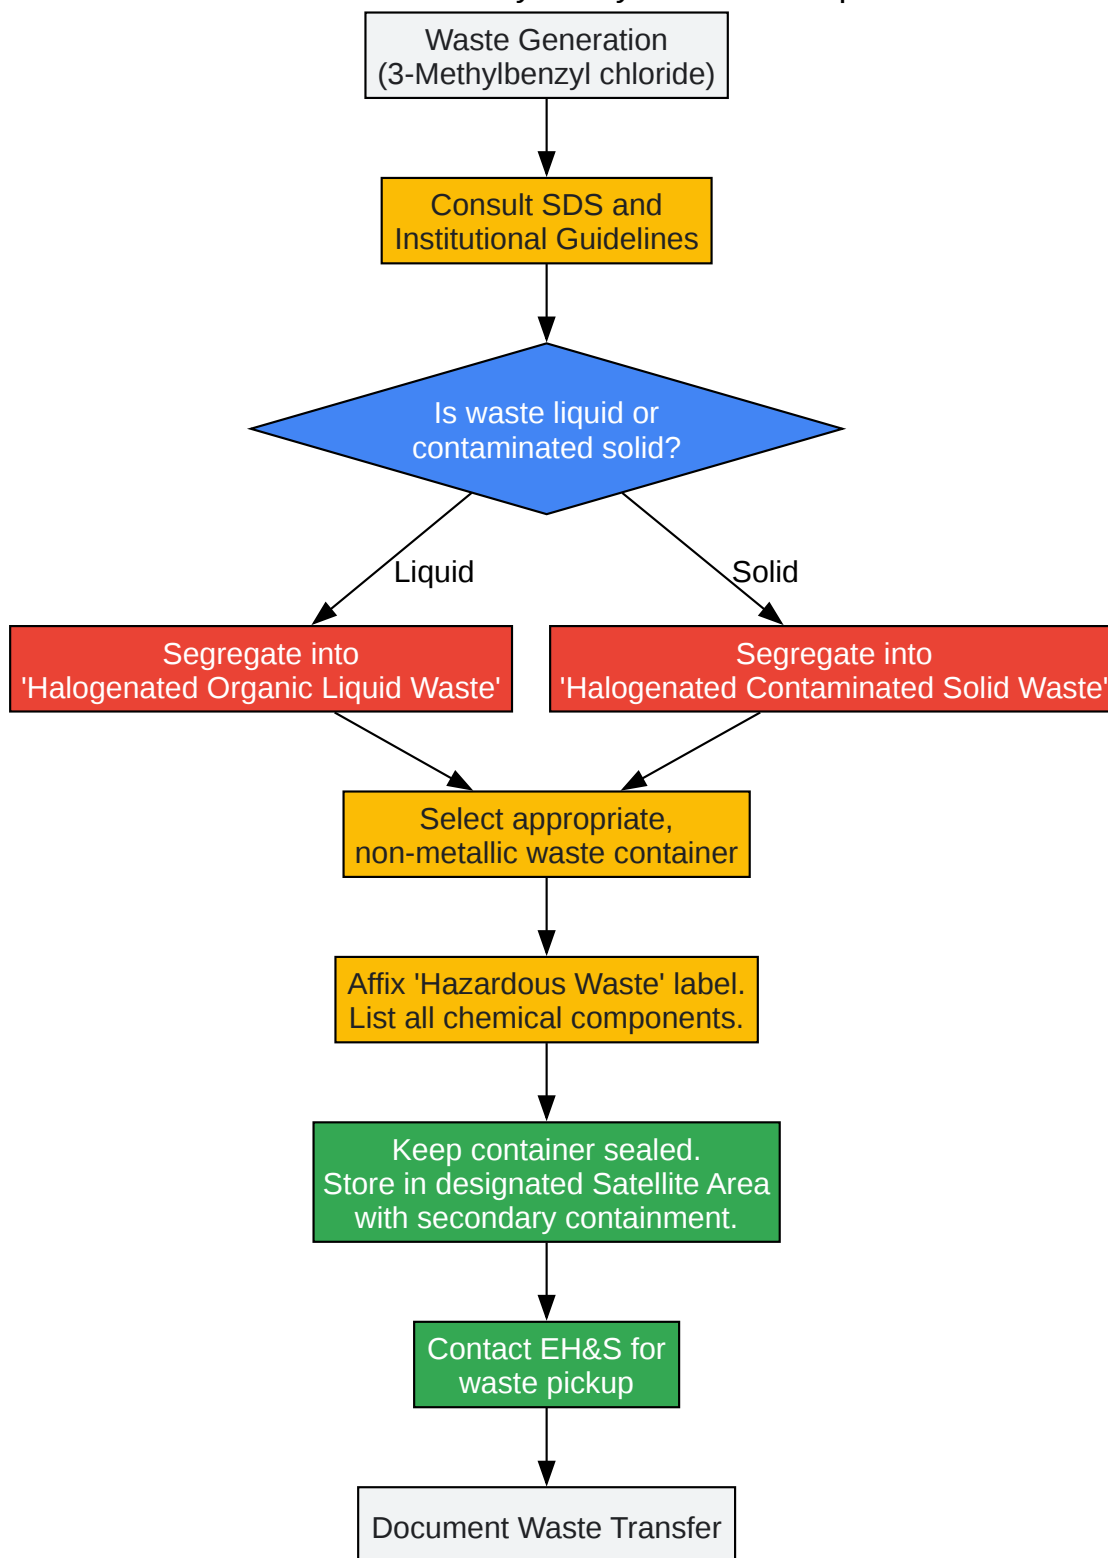 Waste Generation
(3-Methylbenzyl chloride)
Consult SDS and
Institutional Guidelines
Is waste liquid or
contaminated solid?
Liquid
Solid
Segregate into
'Halogenated Organic Liquid Waste'
Segregate into
'Halogenated Contaminated Solid Waste'
Select appropriate,
non-metallic waste container
Affix 'Hazardous Waste' label.
List all chemical components.
Keep container sealed.
Store in designated Satellite Area
with secondary containment.
Contact EH&S for
waste pickup
Document Waste Transfer